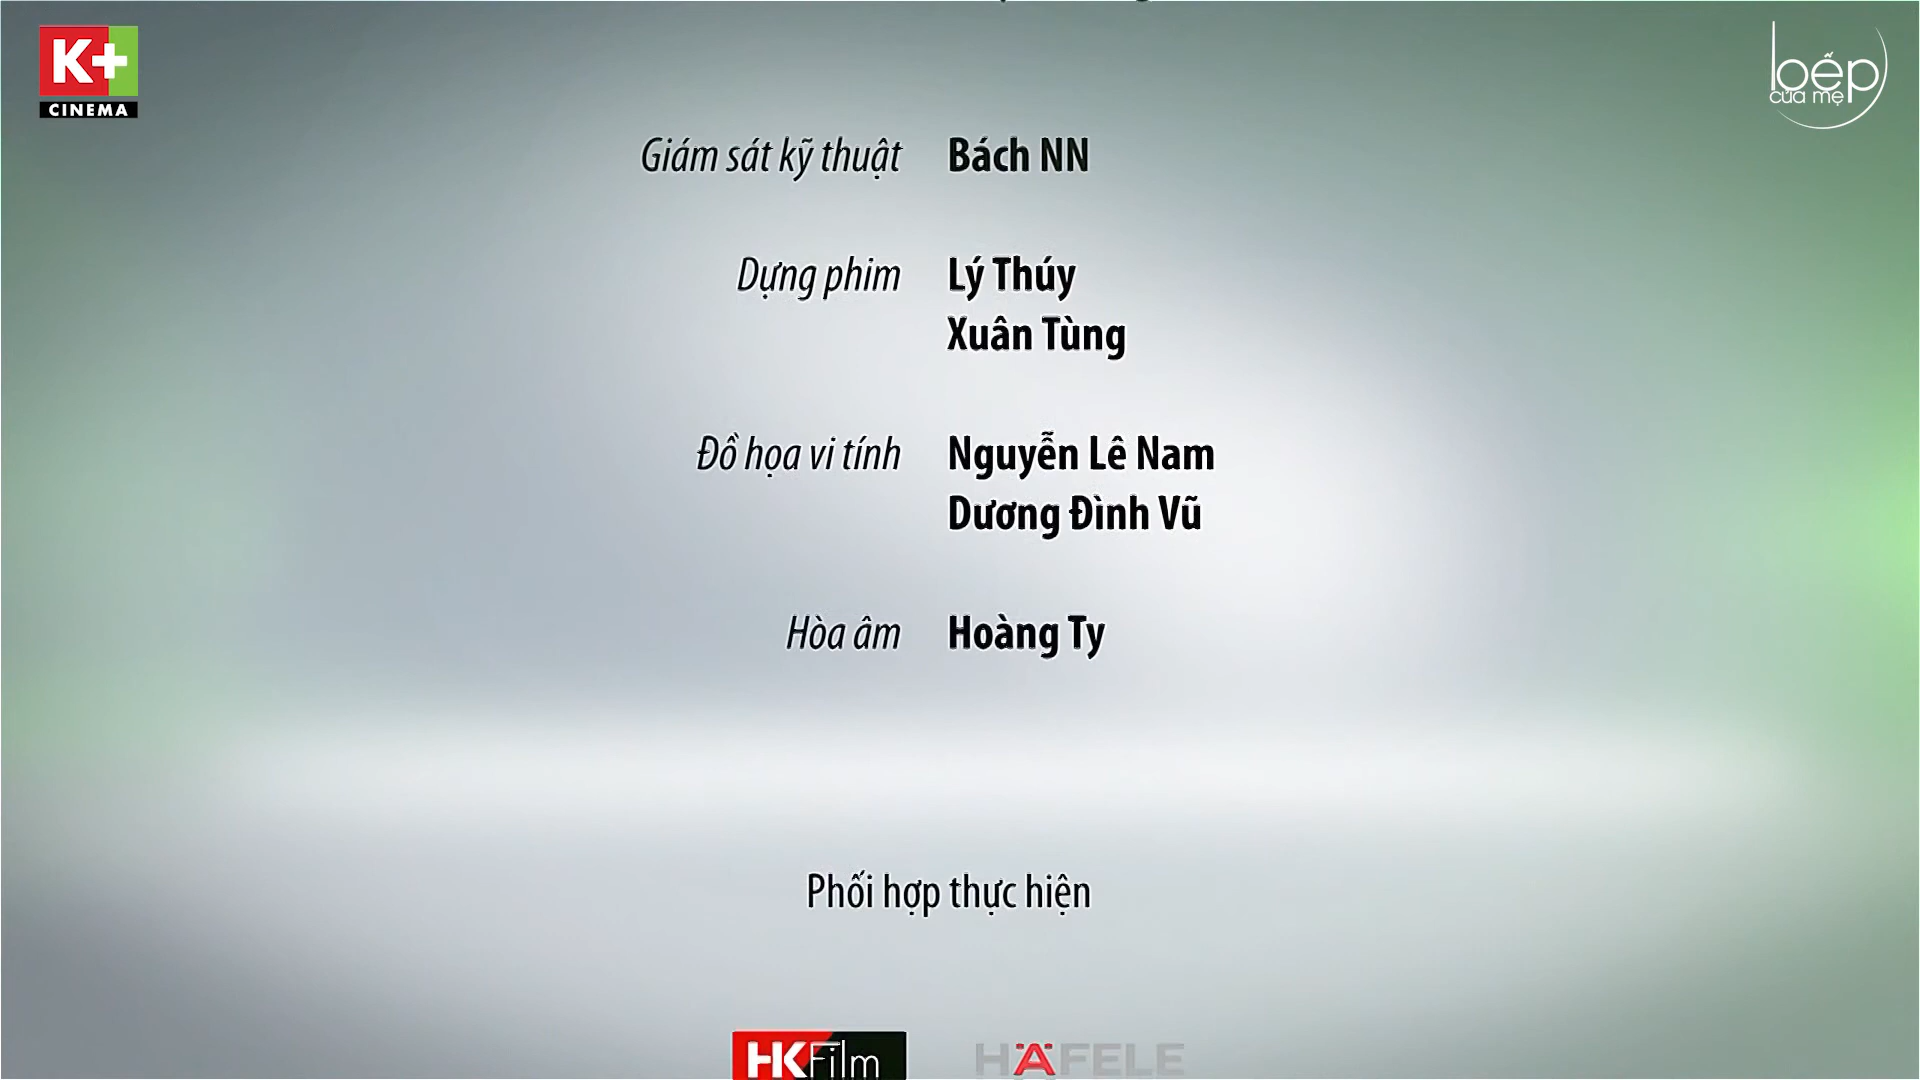 K+
CINEMA
bếp
của mẹ
Giám sát kỹ thuật Bách NN
Dựng phim Lý Thúy
Xuân Tùng
Đồ họa vi tính Nguyễn Lê Nam
Dương Đình Vũ
Hòa âm Hoàng Ty
Phối hợp thực hiện
HKFilm HÄFELE